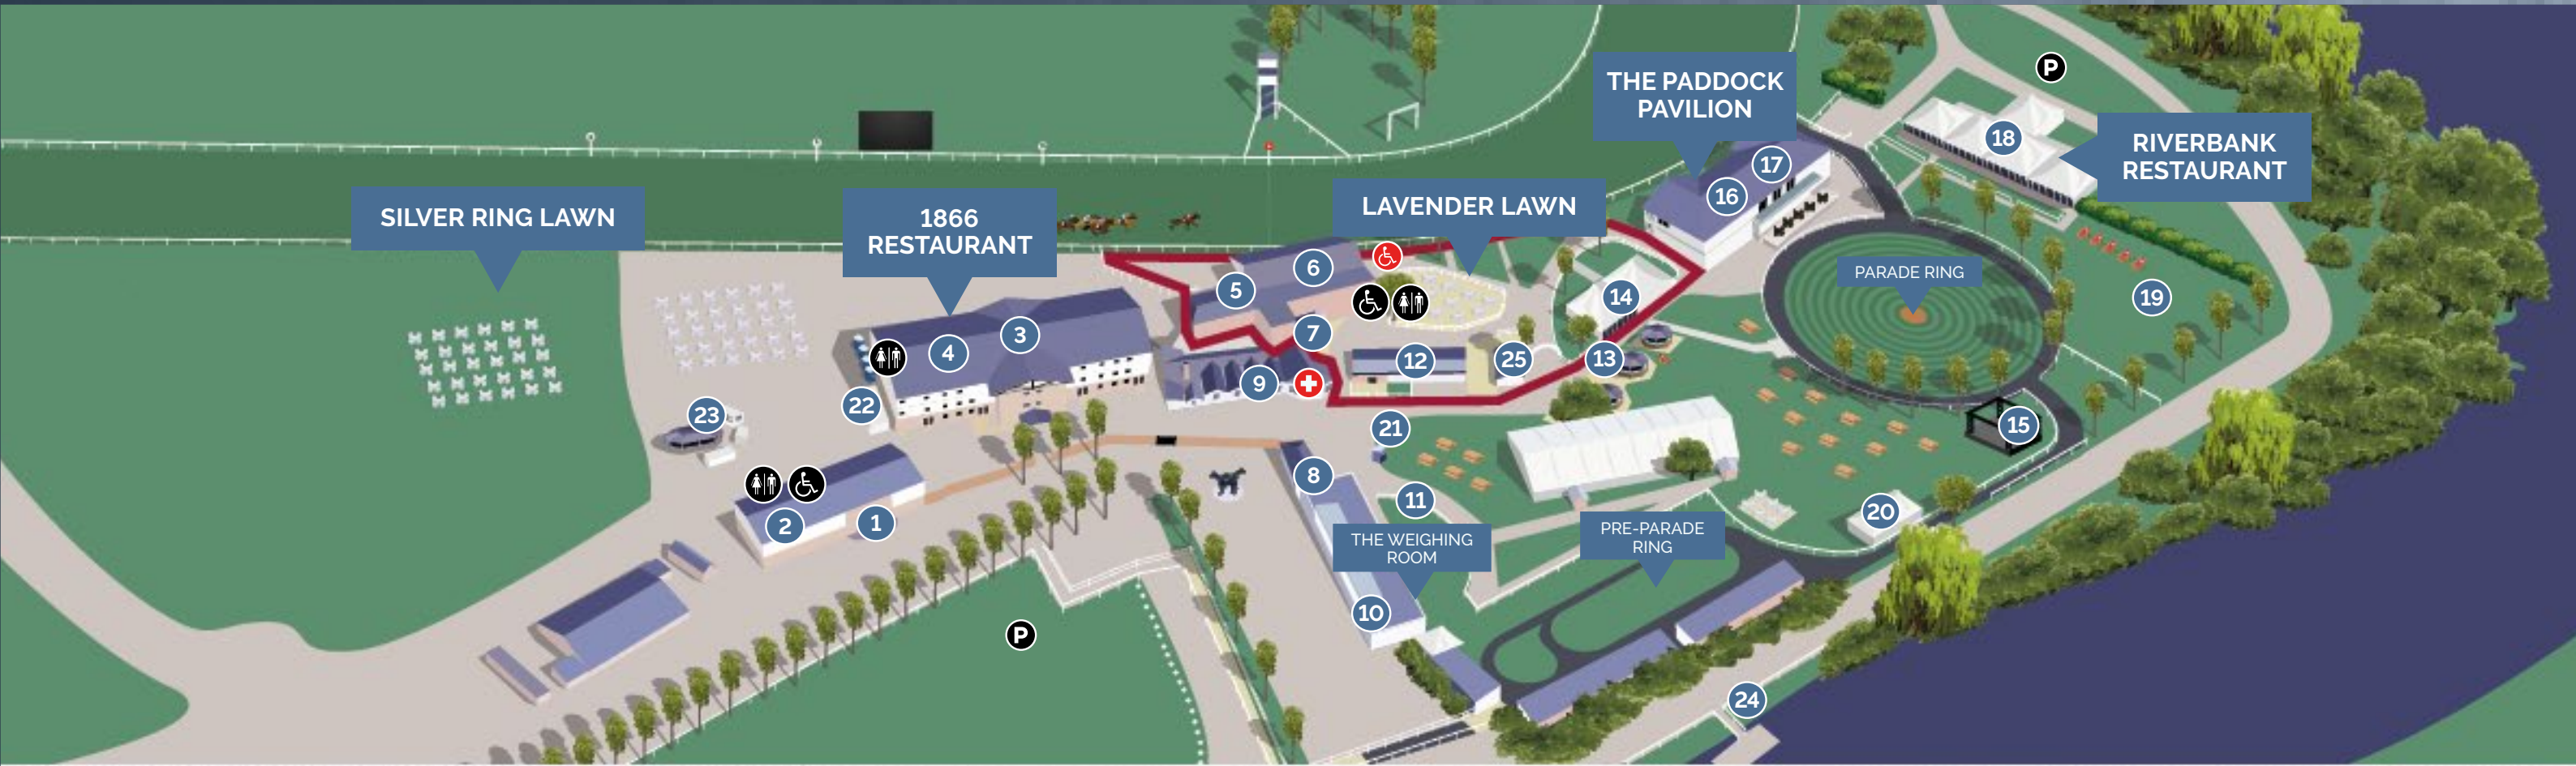 P
THE PADDOCK
PAVILION
18
RIVERBANK
RESTAURANT
17
16
SILVER RING LAWN
1866
RESTAURANT
LAVENDER LAWN
6
5
PARADE RING
14
19
7
3
4
12
25
13
9
22
23
21
15
8
11
20
2
1
THE WEIGHING
ROOM
PRE-PARADE
RING
10
P
24